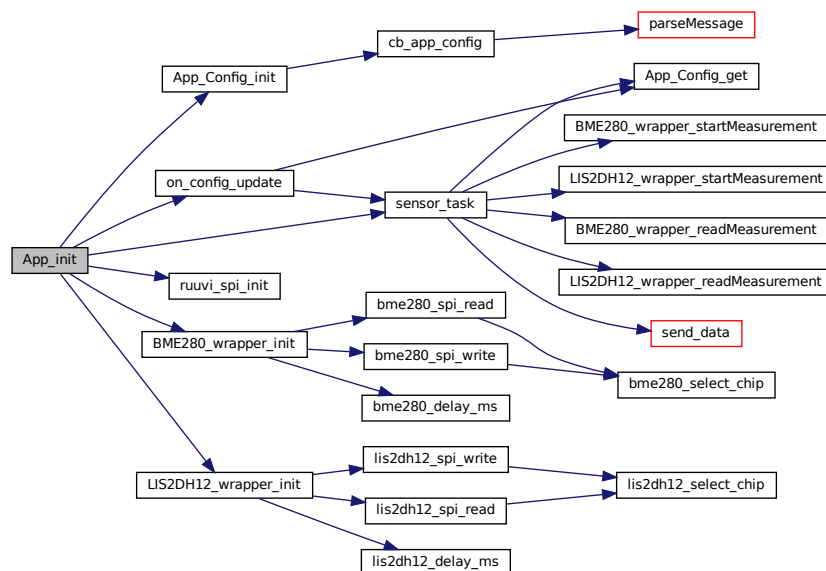 parseMessage
cb_app_config
App_Config_init
App_Config_get
BME280_wrapper_startMeasurement
on_config_update
LIS2DH12_wrapper_startMeasurement
sensor_task
BME280_wrapper_readMeasurement
App_init
ruuvi_spi_init
LIS2DH12_wrapper_readMeasurement
bme280_spi_read
send_data
BME280_wrapper_init
bme280_spi_write
bme280_select_chip
bme280_delay_ms
lis2dh12_spi_write
LIS2DH12_wrapper_init
lis2dh12_select_chip
lis2dh12_spi_read
lis2dh12_delay_ms